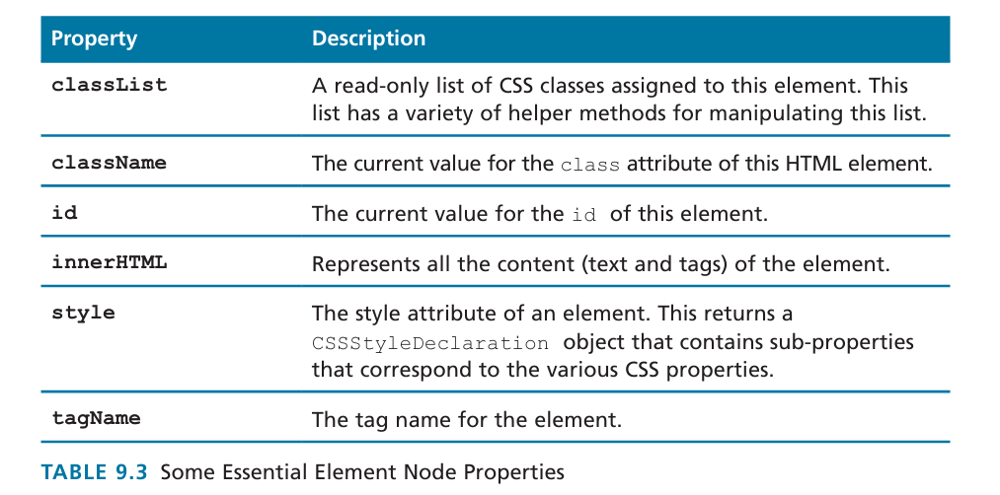 Property Description
classList A read-only list of CSS classes assigned to this element. This
list has a variety of helper methods for manipulating this list.
className The current value for the class attribute of this HTML element.
id The current value for the id of this element.
innerHTML Represents all the content (text and tags) of the element.
style The style attribute of an element. This returns a
CSSStyleDeclaration object that contains sub-properties
that correspond to the various CSS properties.
tagName The tag name for the element.
TABLE 9.3 Some Essential Element Node Properties